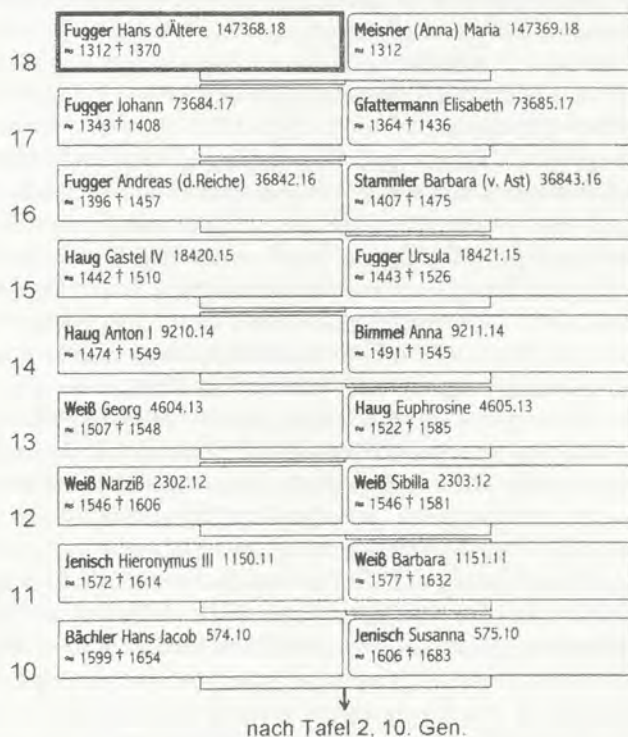 Fugger Hans d.Ältere 147368.18
≈ 1312 † 1370
Meisner (Anna) Maria 147369.18
≈ 1312
18
Fugger Johann 73684.17
≈ 1343 † 1408
Gfattermann Elisabeth 73685.17
≈ 1364 † 1436
17
Fugger Andreas (d.Reiche) 36842.16
≈ 1396 † 1457
Stammler Barbara (v. Ast) 36843.16
≈ 1407 † 1475
16
Haug Gastel IV 18420.15
≈ 1442 † 1510
Fugger Ursula 18421.15
≈ 1443 † 1526
15
Haug Anton I 9210.14
≈ 1474 † 1549
Bimmel Anna 9211.14
≈ 1491 † 1545
14
Weiß Georg 4604.13
≈ 1507 † 1548
Haug Euphrosine 4605.13
≈ 1522 † 1585
13
Weiß Narziß 2302.12
≈ 1546 † 1606
Weiß Sibilla 2303.12
≈ 1546 † 1581
12
Jenisch Hieronymus III 1150.11
≈ 1572 † 1614
Weiß Barbara 1151.11
≈ 1577 † 1632
11
Bächler Hans Jacob 574.10
≈ 1599 † 1654
Jenisch Susanna 575.10
≈ 1606 † 1683
10
nach Tafel 2, 10. Gen.